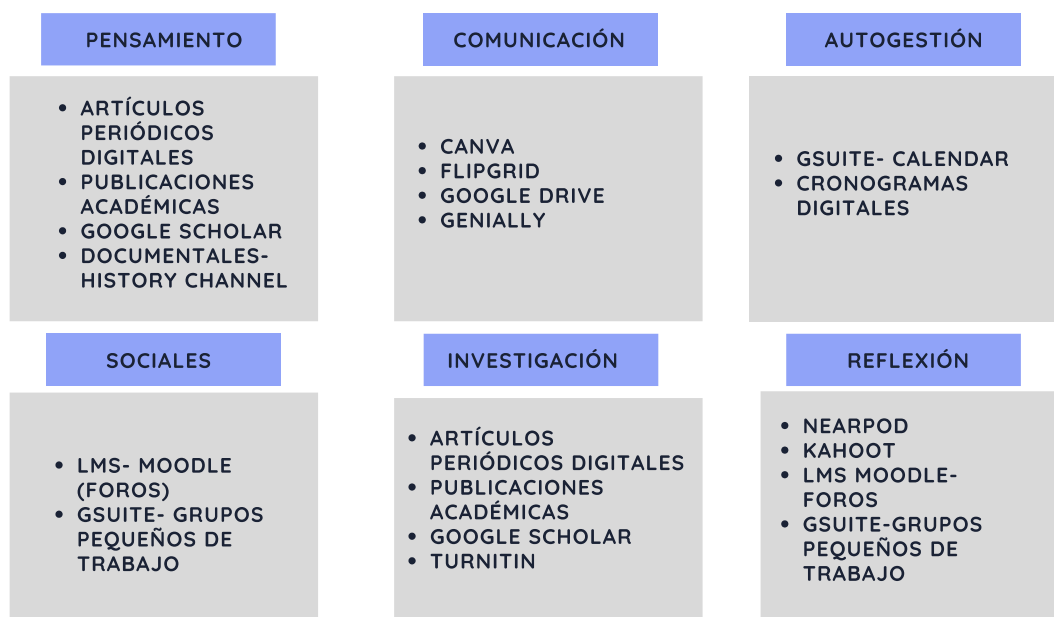 PENSAMIENTO
• ARTÍCULOS
PERIÓDICOS
DIGITALES
• PUBLICACIONES
ACADÉMICAS
• GOOGLE SCHOLAR
• DOCUMENTALES-
HISTORY CHANNEL
COMUNICACIÓN
• CANVA
• FLIPGRID
• GOOGLE DRIVE
• GENIALLY
AUTOGESTIÓN
• GSUITE- CALENDAR
• CRONOGRAMAS
DIGITALES
SOCIALES
• LMS- MOODLE
(FOROS)
• GSUITE- GRUPOS
PEQUEÑOS DE
TRABAJO
INVESTIGACIÓN
• ARTÍCULOS
PERIÓDICOS DIGITALES
• PUBLICACIONES
ACADÉMICAS
• GOOGLE SCHOLAR
• TURNITIN
REFLEXIÓN
• NEARPOD
• KAHOOT
• LMS MOODLE-
FOROS
• GSUITE-GRUPOS
PEQUEÑOS DE
TRABAJO